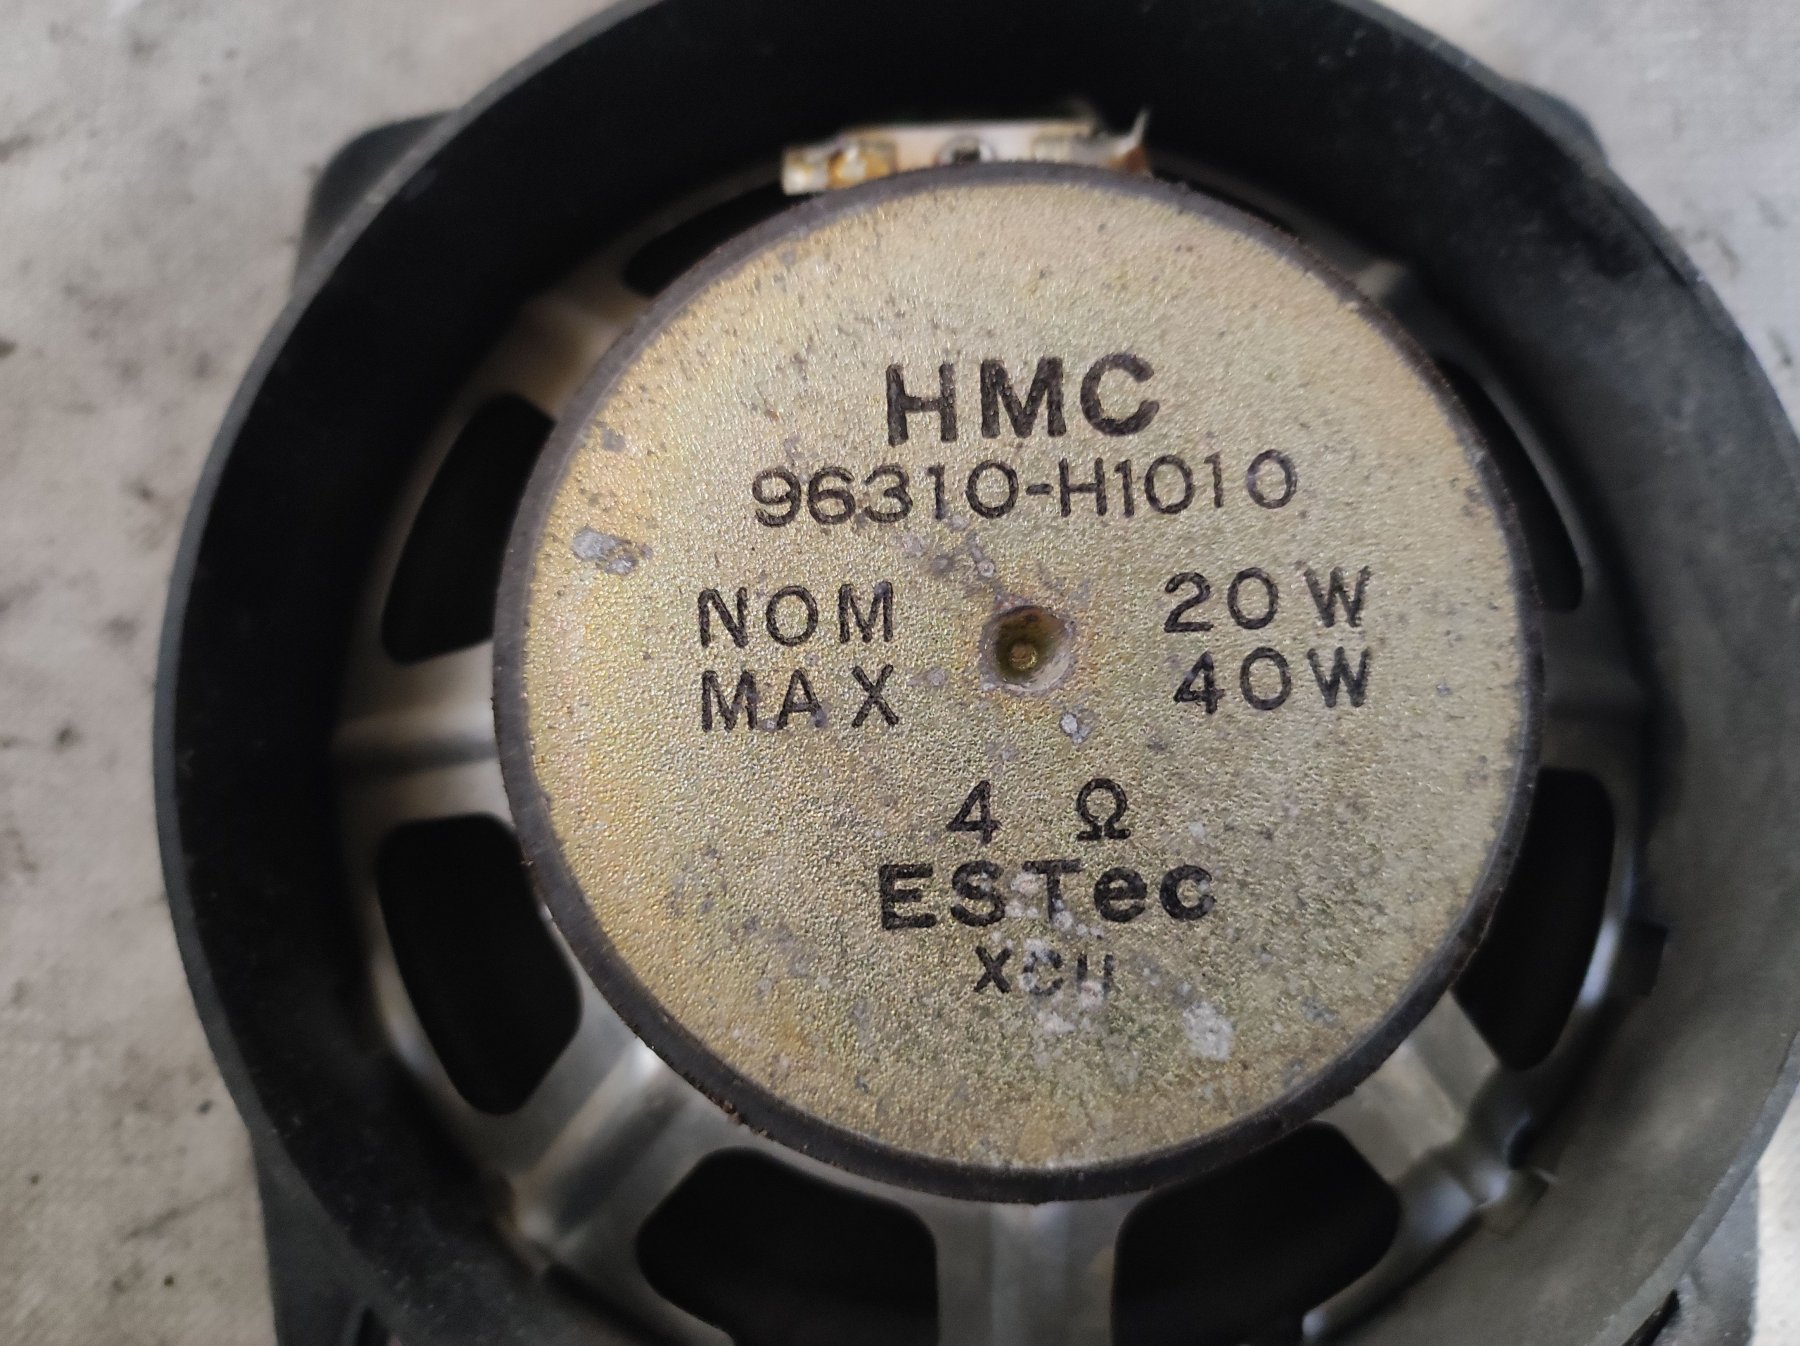 HMC
96310-H1010
NOM 20W
MAX 40W
4 Ω
ESTec